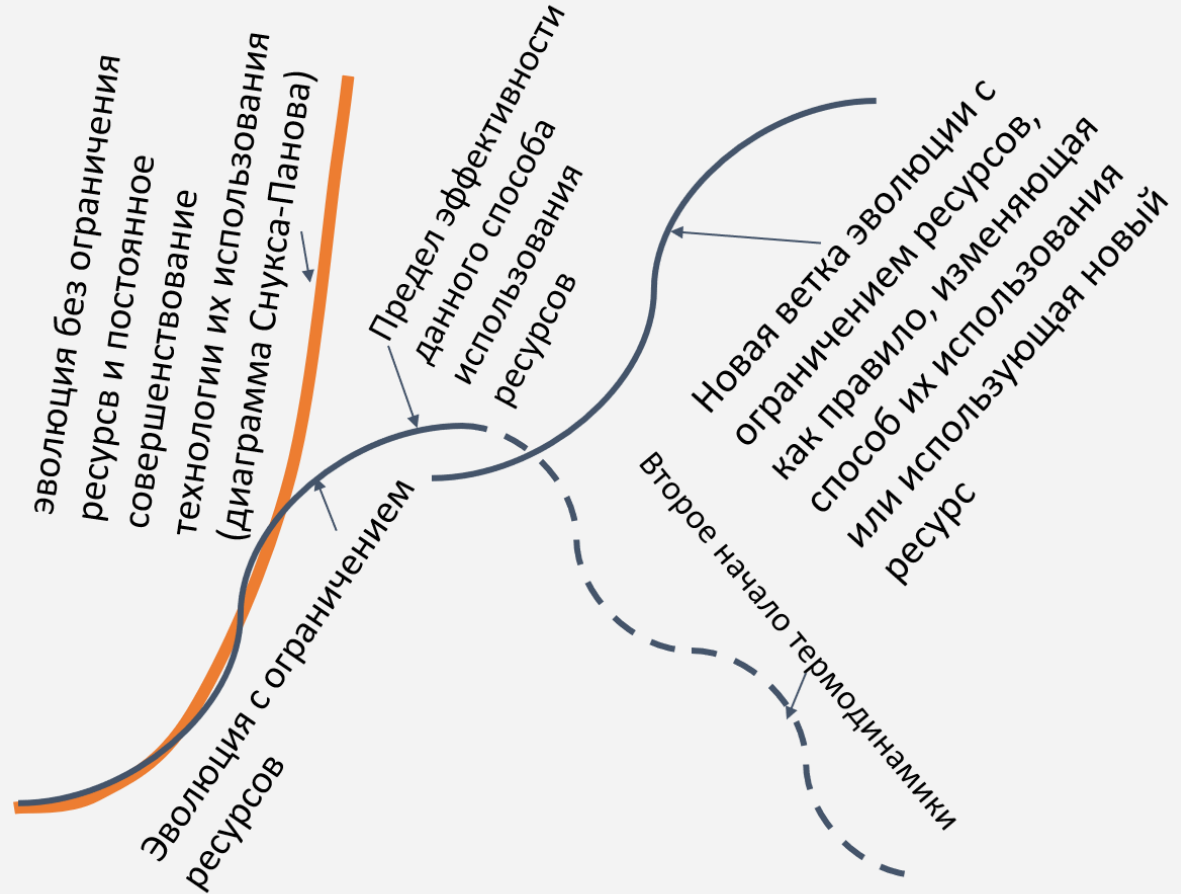 эволюция без ограничения
ресурсв и постоянное
совершенствование
технологии их использования
(диаграмма Снукса-Панова)
Предел эффективности
данного способа
использования
ресурсов
Новая ветка эволюции с
ограничением ресурсов,
как правило, изменяющая
способ их использования
или использующая новый
ресурс
Эволюция с ограничением
ресурсов
Второе начало термодинамики